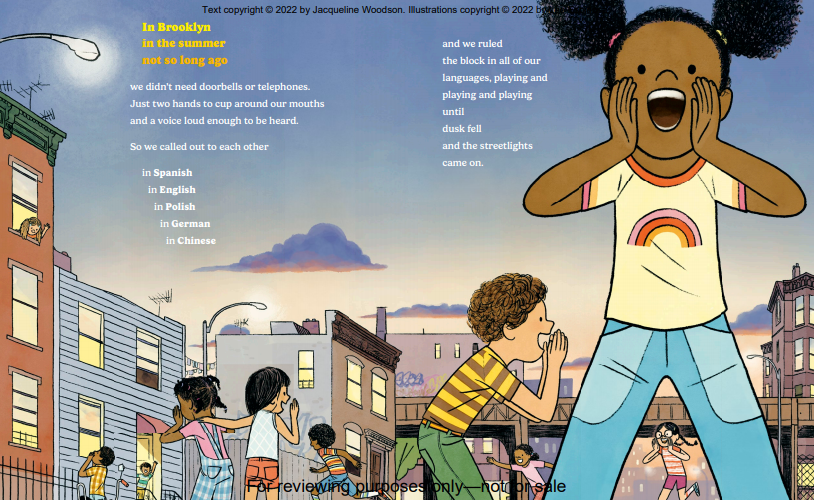 Text copyright © 2022 by Jacqueline Woodson. Illustrations copyright © 2022 b
In Brooklyn
in the summer
not so long ago
we didn't need doorbells or telephones.
Just two hands to cup around our mouths
and a voice loud enough to be heard.
So we called out to each other
in Spanish
in English
in Polish
in German
in Chinese
and we ruled
the block in all of our
languages, playing and
playing and playing
until
dusk fell
and the streetlights
came on.
For reviewing purposes only—not for sale